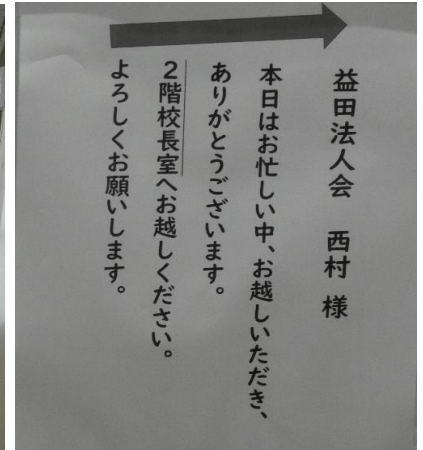 益田法人会　西村 様
本日はお忙しい中、お越しいただき、
ありがとうございます。
２階校長室へお越しください。
よろしくお願いします。